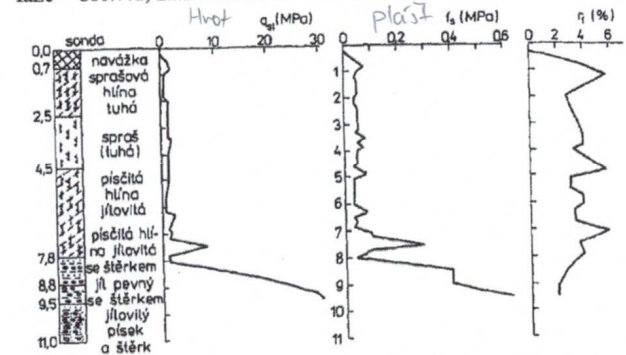 Hrot q_st (MPa) plášť f_s (MPa) r_f (%)
sonda 0 10 20 30 0 0,2 0,4 0,6 0 2 4 6
0,0
navážka
0,7
sprašová
1
hlína
tuhá
2
2,5
3
spraš
(tuhá)
4
4,5
písčitá
5
hlína
jílovitá
6
písčitá hlí-
7
na jílovitá
7,8
8
se štěrkem
8,8
jíl pevný
9
9,5
se štěrkem
jílovilý
10
písek
11,0
a štěrk
11